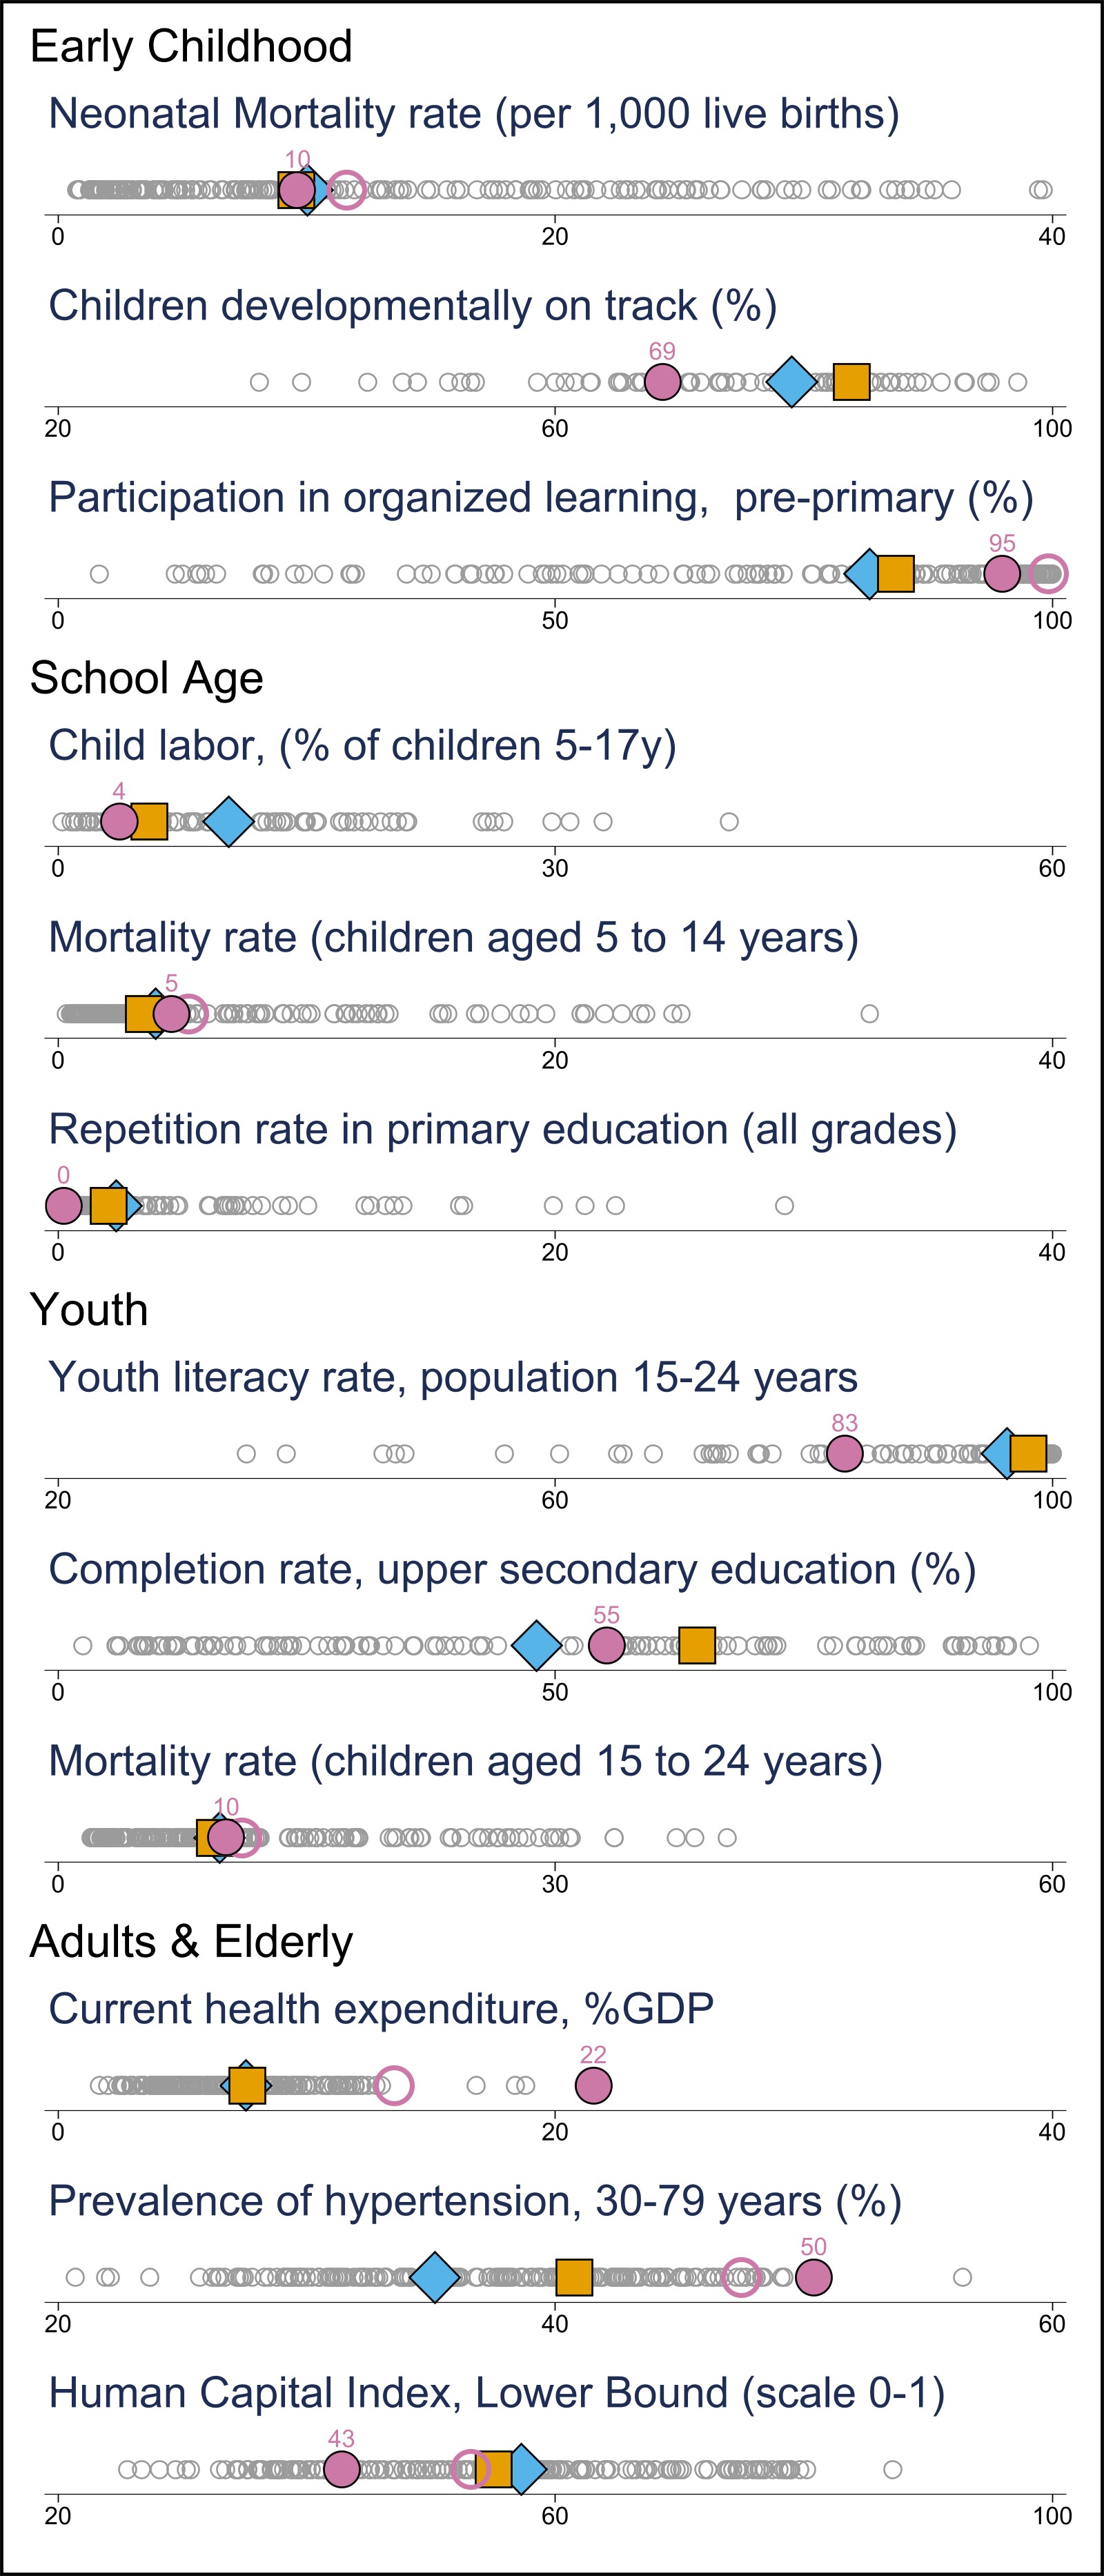 Early Childhood
Neonatal Mortality rate (per 1,000 live births)
10
0 20 40
Children developmentally on track (%)
69
20 60 100
Participation in organized learning,  pre-primary (%)
95
0 50 100
School Age
Child labor, (% of children 5-17y)
4
0 30 60
Mortality rate (children aged 5 to 14 years)
5
0 20 40
Repetition rate in primary education (all grades)
0
0 20 40
Youth
Youth literacy rate, population 15-24 years
83
20 60 100
Completion rate, upper secondary education (%)
55
0 50 100
Mortality rate (children aged 15 to 24 years)
10
0 30 60
Adults & Elderly
Current health expenditure, %GDP
22
0 20 40
Prevalence of hypertension, 30-79 years (%)
50
20 40 60
Human Capital Index, Lower Bound (scale 0-1)
43
20 60 100